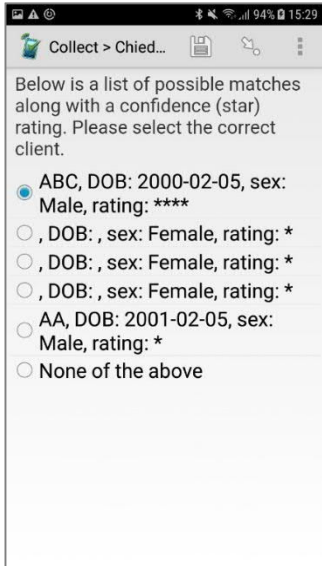 94% 15:29
Collect > Chied...
Below is a list of possible matches
along with a confidence (star)
rating. Please select the correct
client.
ABC, DOB: 2000-02-05, sex:
Male, rating: ****
, DOB: , sex: Female, rating: *
, DOB: , sex: Female, rating: *
, DOB: , sex: Female, rating: *
AA, DOB: 2001-02-05, sex:
Male, rating: *
None of the above